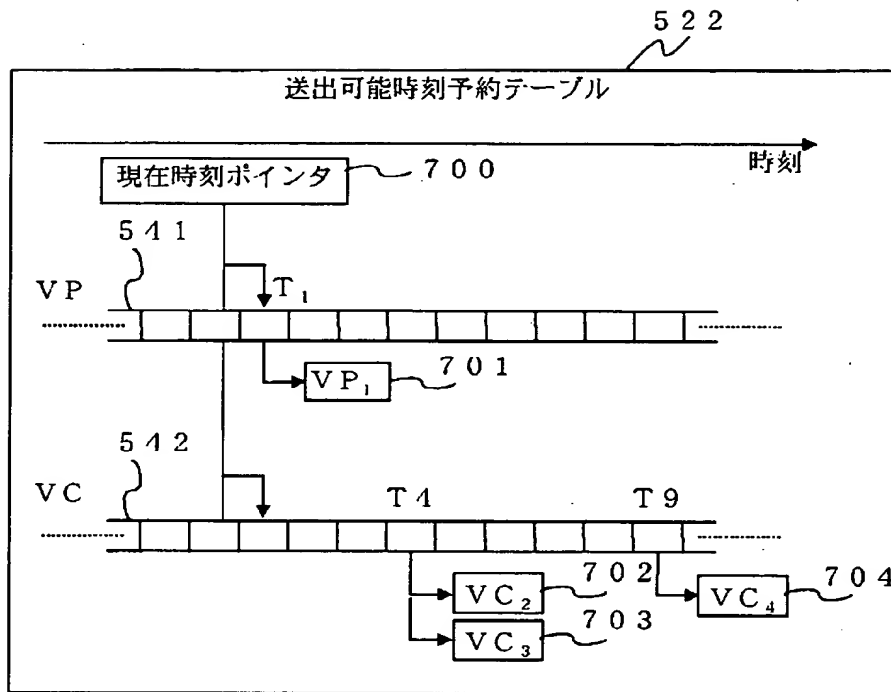 ５２２
送出可能時刻予約テーブル
時刻
現在時刻ポインタ ７００
５４１
ＶＰ
T₁
ＶＰ₁ ７０１
５４２
ＶＣ
Ｔ４ Ｔ９
ＶＣ₂ ７０２
ＶＣ₄ ７０４
ＶＣ₃ ７０３